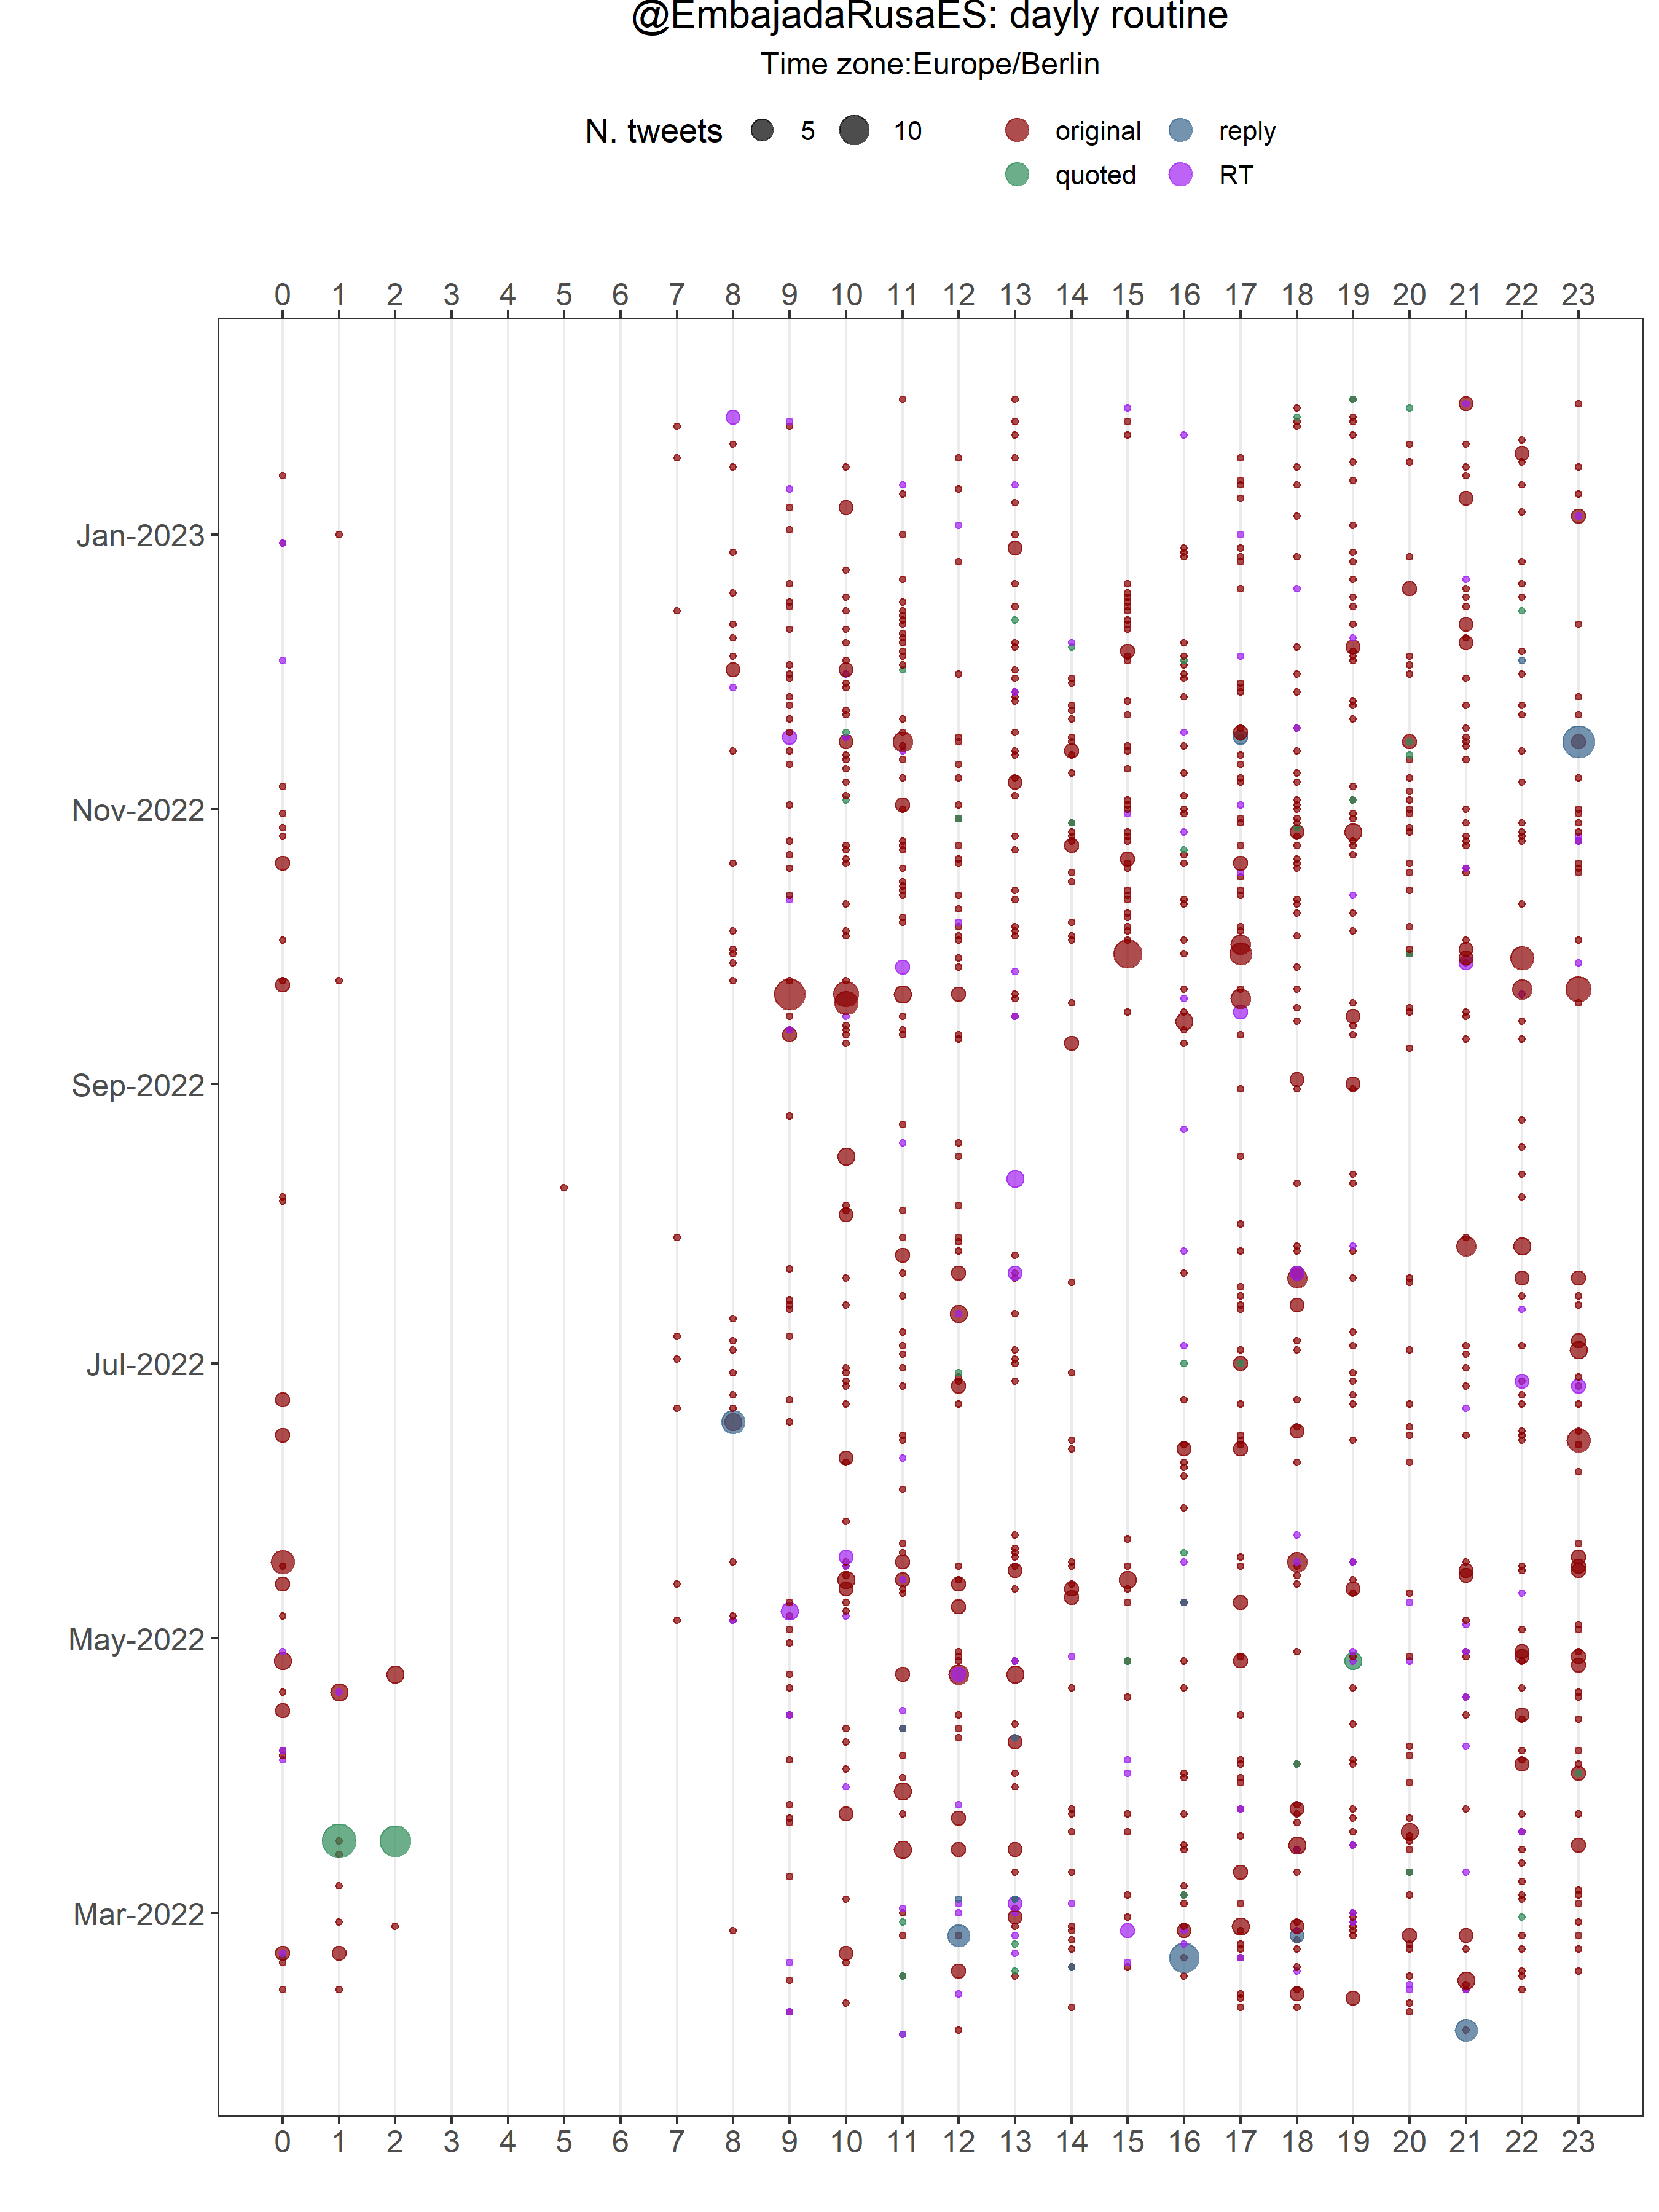 @EmbajadaRusaES: dayly routine
Time zone:Europe/Berlin
N. tweets 5 10 original reply
quoted RT
0 1 2 3 4 5 6 7 8 9 10 11 12 13 14 15 16 17 18 19 20 21 22 23
Jan-2023
Nov-2022
Sep-2022
Jul-2022
May-2022
Mar-2022
0 1 2 3 4 5 6 7 8 9 10 11 12 13 14 15 16 17 18 19 20 21 22 23